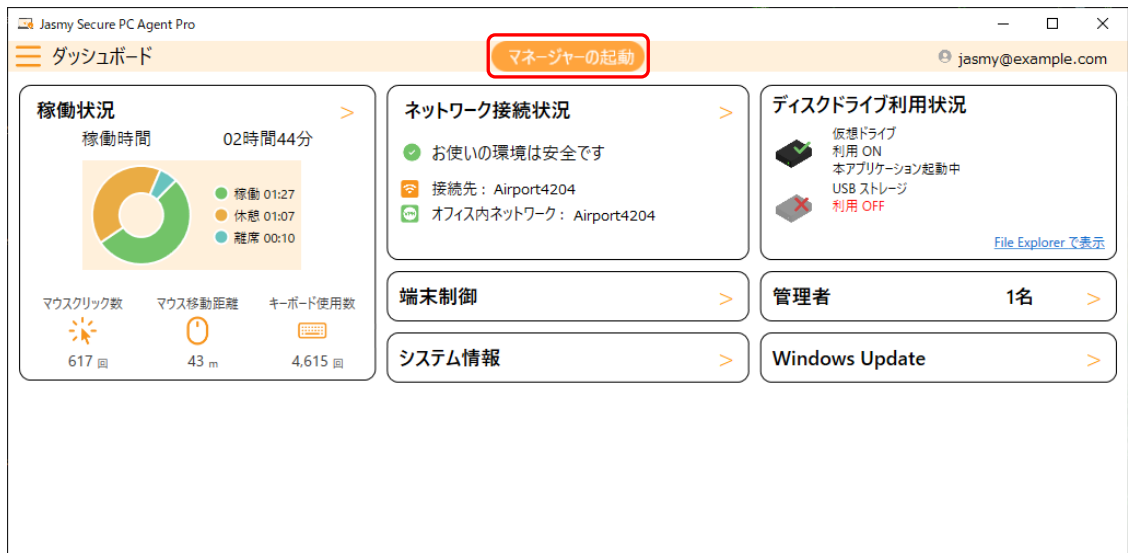 Jasmy Secure PC Agent Pro
ダッシュボード
マネージャーの起動
jasmy@example.com
稼働状況 >
稼働時間 02時間44分
稼働 01:27
休憩 01:07
離席 00:10
マウスクリック数 マウス移動距離 キーボード使用数
617 回 43 m 4,615 回
ネットワーク接続状況 >
お使いの環境は安全です
接続先 : Airport4204
オフィス内ネットワーク : Airport4204
ディスクドライブ利用状況
仮想ドライブ
利用 ON
本アプリケーション起動中
USB ストレージ
利用 OFF
File Explorer で表示
端末制御 >
管理者 1名 >
システム情報 >
Windows Update >